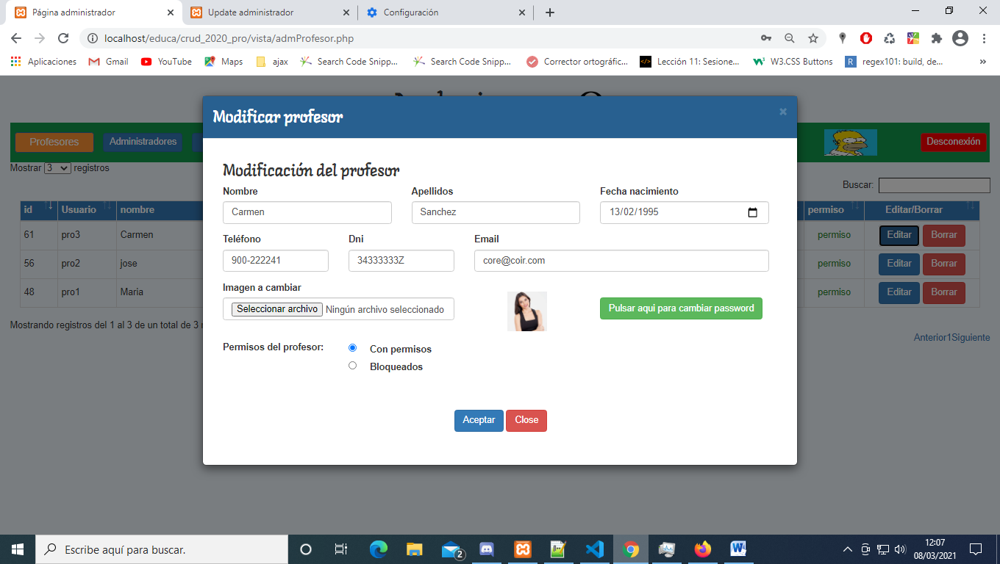 Página administrador
Update administrador
Configuración
localhost/educa/crud_2020_pro/vista/admProfesor.php
Aplicaciones Gmail YouTube Maps ajax Search Code Snipp... Search Code Snipp... Corrector ortográfic... Lección 11: Sesione... W3.CSS Buttons regex101: build, de... »
Modificar profesor ×
Profesores Administradores Desconexión
Mostrar 3 registros
Buscar:
id Usuario nombre permiso Editar/Borrar
61 pro3 Carmen permiso Editar Borrar
56 pro2 jose permiso Editar Borrar
48 pro1 Maria permiso Editar Borrar
Mostrando registros del 1 al 3 de un total de 3
Anterior1Siguiente
Modificación del profesor
Nombre Apellidos Fecha nacimiento
Carmen Sanchez 13/02/1995
Teléfono Dni Email
900-222241 34333333Z core@coir.com
Imagen a cambiar
Seleccionar archivo Ningún archivo seleccionado
Pulsar aqui para cambiar password
Permisos del profesor: Con permisos
Bloqueados
Aceptar Close
Escribe aquí para buscar.
2
12:07
08/03/2021